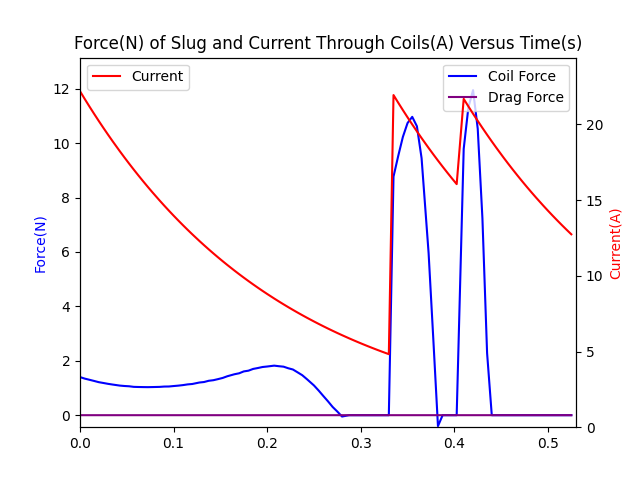 Force(N) of Slug and Current Through Coils(A) Versus Time(s)
Current
Coil Force
Drag Force
Force(N)
Current(A)
12
10
8
6
4
2
0
20
15
10
5
0
0.0 0.1 0.2 0.3 0.4 0.5